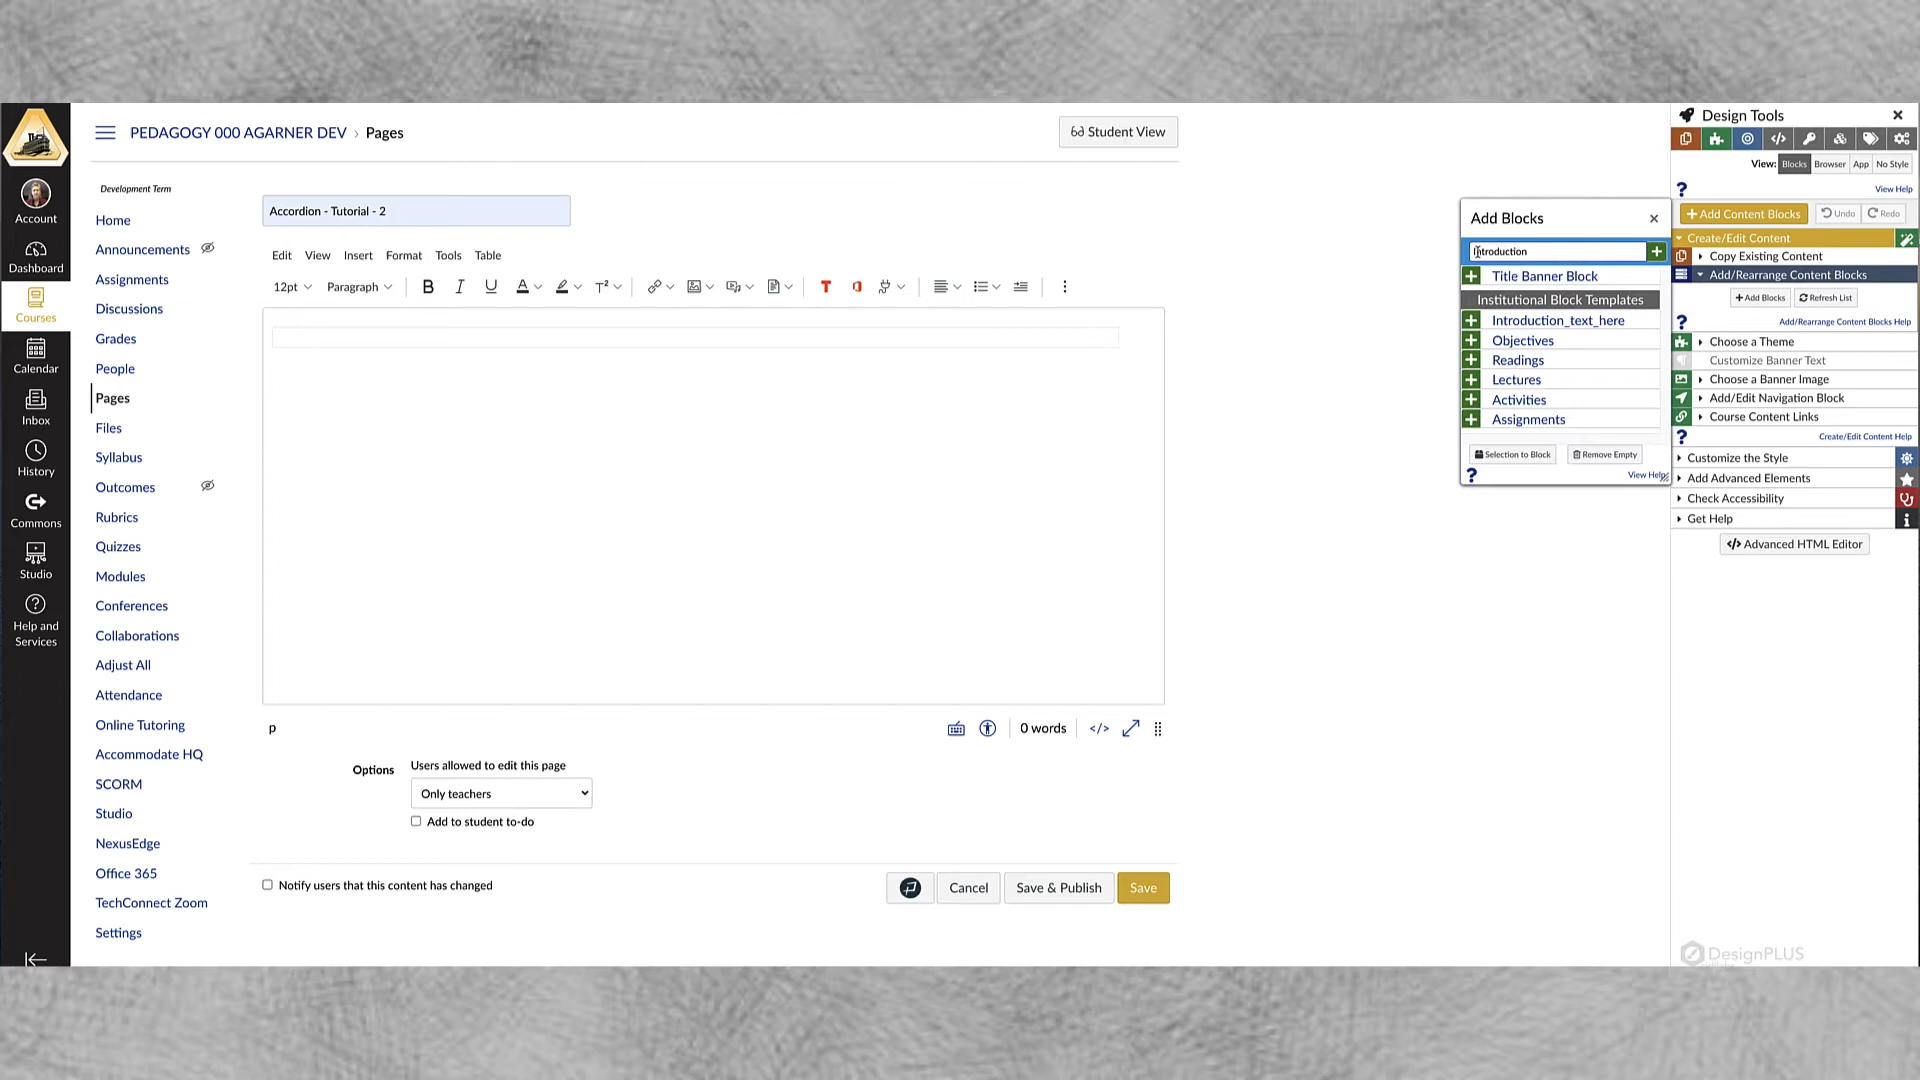 PEDAGOGY 000 AGARNER DEV › Pages
Student View
Account
Dashboard
Courses
Calendar
Inbox
History
Commons
Studio
Help and
Services
Development Term
Home
Announcements
Assignments
Discussions
Grades
People
Pages
Files
Syllabus
Outcomes
Rubrics
Quizzes
Modules
Conferences
Collaborations
Adjust All
Attendance
Online Tutoring
Accommodate HQ
SCORM
Studio
NexusEdge
Office 365
TechConnect Zoom
Settings
Accordion - Tutorial - 2
Edit View Insert Format Tools Table
12pt Paragraph B I U A T² T
p
0 words </>
Options
Users allowed to edit this page
Only teachers
Add to student to-do
Notify users that this content has changed
Cancel Save & Publish Save
Add Blocks
Introduction
Title Banner Block
Institutional Block Templates
Introduction_text_here
Objectives
Readings
Lectures
Activities
Assignments
Selection to Block Remove Empty
? View Help
Design Tools
View: Blocks Browser App No Style
? View Help
+ Add Content Blocks Undo Redo
Create/Edit Content
Copy Existing Content
Add/Rearrange Content Blocks
+ Add Blocks Refresh List
? Add/Rearrange Content Blocks Help
Choose a Theme
Customize Banner Text
Choose a Banner Image
Add/Edit Navigation Block
Course Content Links
? Create/Edit Content Help
Customize the Style
Add Advanced Elements
Check Accessibility
Get Help
</> Advanced HTML Editor
DesignPLUS